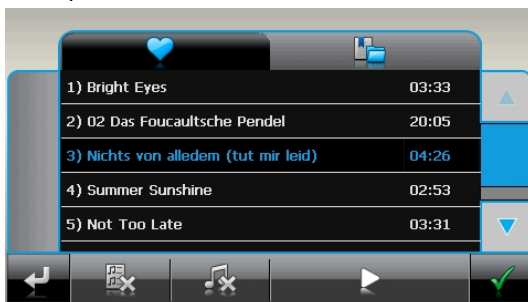 1) Bright Eyes 03:33
2) 02 Das Foucaultsche Pendel 20:05
3) Nichts von alledem (tut mir leid) 04:26
4) Summer Sunshine 02:53
5) Not Too Late 03:31